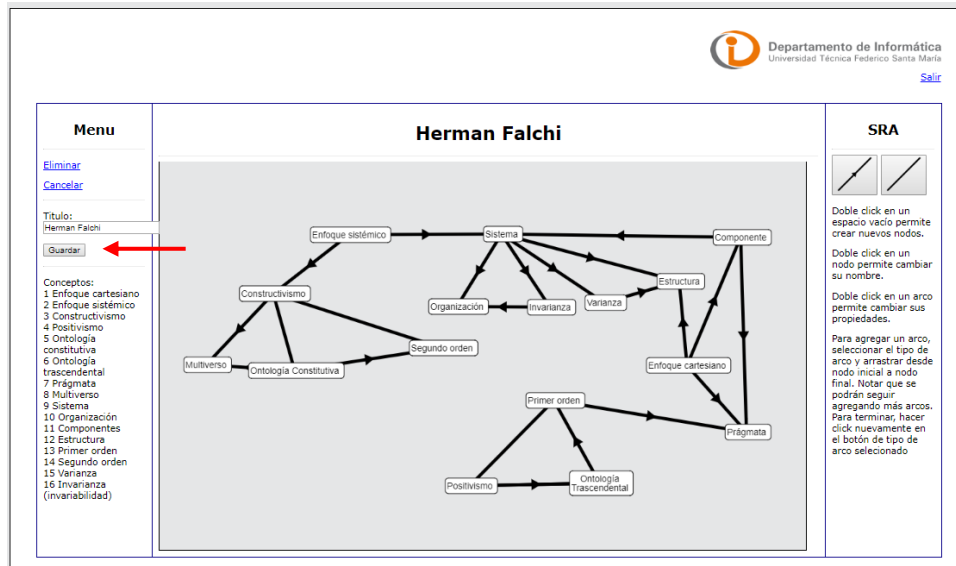 Departamento de Informática
Universidad Técnica Federico Santa María
Salir
Menu
Eliminar
Cancelar
Titulo:
Herman Falchi
Guardar
Conceptos:
1 Enfoque cartesiano
2 Enfoque sistémico
3 Constructivismo
4 Positivismo
5 Ontología
constitutiva
6 Ontología
trascendental
7 Prágmata
8 Multiverso
9 Sistema
10 Organización
11 Componentes
12 Estructura
13 Primer orden
14 Segundo orden
15 Varianza
16 Invarianza
(invariabilidad)
Herman Falchi
Enfoque sistémico
Sistema
Componente
Estructura
Constructivismo
Organización
Invarianza
Varianza
Segundo orden
Multiverso
Ontología Constitutiva
Enfoque cartesiano
Primer orden
Prágmata
Positivismo
Ontología
Trascendental
SRA
Doble click en un
espacio vacío permite
crear nuevos nodos.
Doble click en un
nodo permite cambiar
su nombre.
Doble click en un arco
permite cambiar sus
propiedades.
Para agregar un arco,
seleccionar el tipo de
arco y arrastrar desde
nodo inicial a nodo
final. Notar que se
podrán seguir
agregando más arcos.
Para terminar, hacer
click nuevamente en
el botón de tipo de
arco selecionado